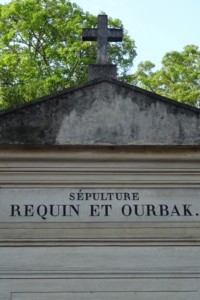 SÉPULTURE
REQUIN ET OURBAK.